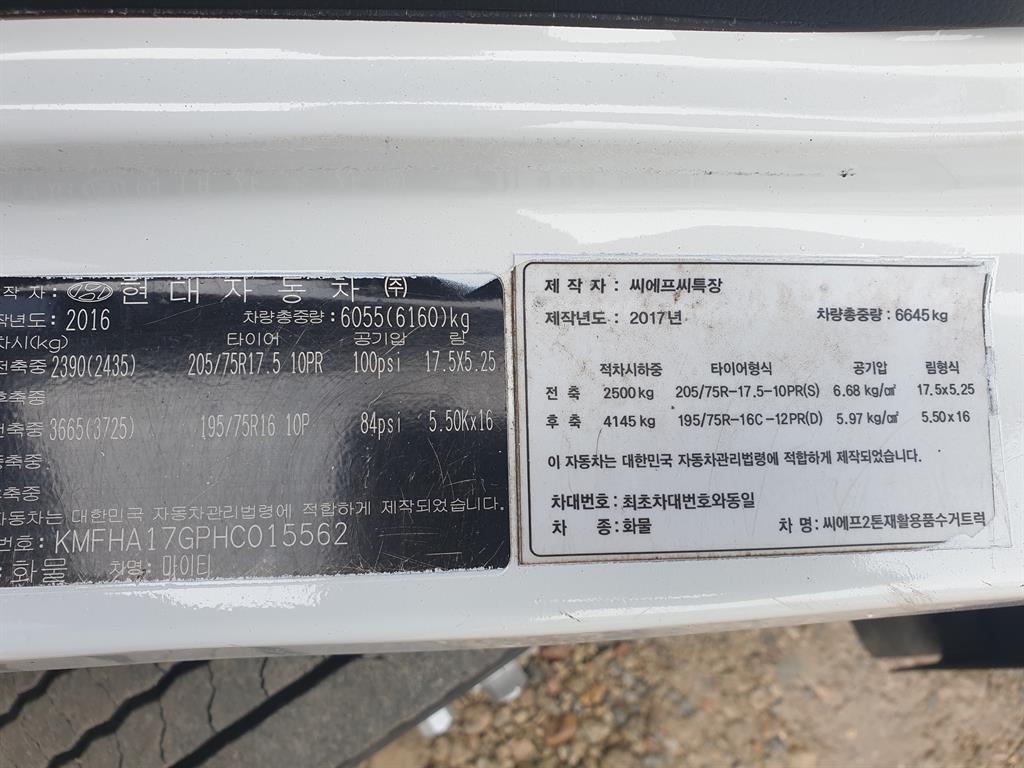 작 자: 현대자동차 ㈜
작년도: 2016 차량총중량: 6055(6160)kg
차시(kg) 타이어 공기압 림
전축중 2390(2435) 205/75R17.5 10PR 100psi 17.5X5.25
후축중
전축중 3665(3725) 195/75R16 10P 84psi 5.50Kx16
축중:
후축중
자동차는 대한민국 자동차관리법령에 적합하게 제작되었습니다.
번호: KMFHA17GPHC015562
: 화물 차명: 마이티
제 작 자 : 씨에프씨특장
제작년도 : 2017년 차량총중량 : 6645kg
적차시하중 타이어형식 공기압 림형식
전 축 2500kg 205/75R-17.5-10PR(S) 6.68 kg/㎠ 17.5x5.25
후 축 4145 kg 195/75R-16C-12PR(D) 5.97 kg/㎠ 5.50x16
이 자동차는 대한민국 자동차관리법령에 적합하게 제작되었습니다.
차대번호 : 최초차대번호와동일
차 종 : 화물 차 명 : 씨에프2톤재활용품수거트럭